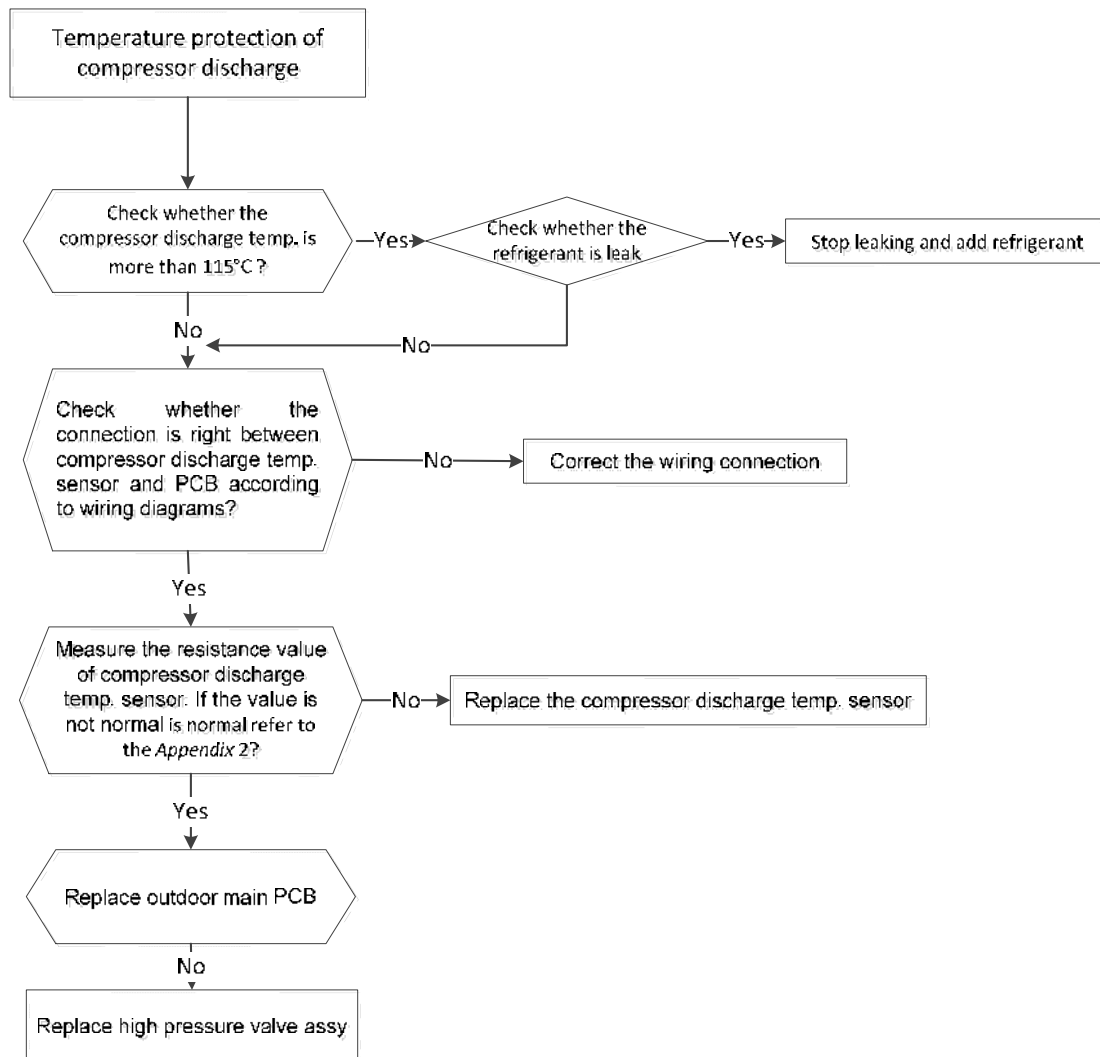 Temperature protection of
compressor discharge
Check whether the
compressor discharge temp. is
more than 115℃ ?
Yes
Check whether the
refrigerant is leak
Yes
Stop leaking and add refrigerant
No
No
Check whether the
connection is right between
compressor discharge temp.
sensor and PCB according
to wiring diagrams?
No
Correct the wiring connection
Yes
Measure the resistance value
of compressor discharge
temp. sensor. If the value is
not normal is normal refer to
the Appendix 2?
No
Replace the compressor discharge temp. sensor
Yes
Replace outdoor main PCB
No
Replace high pressure valve assy